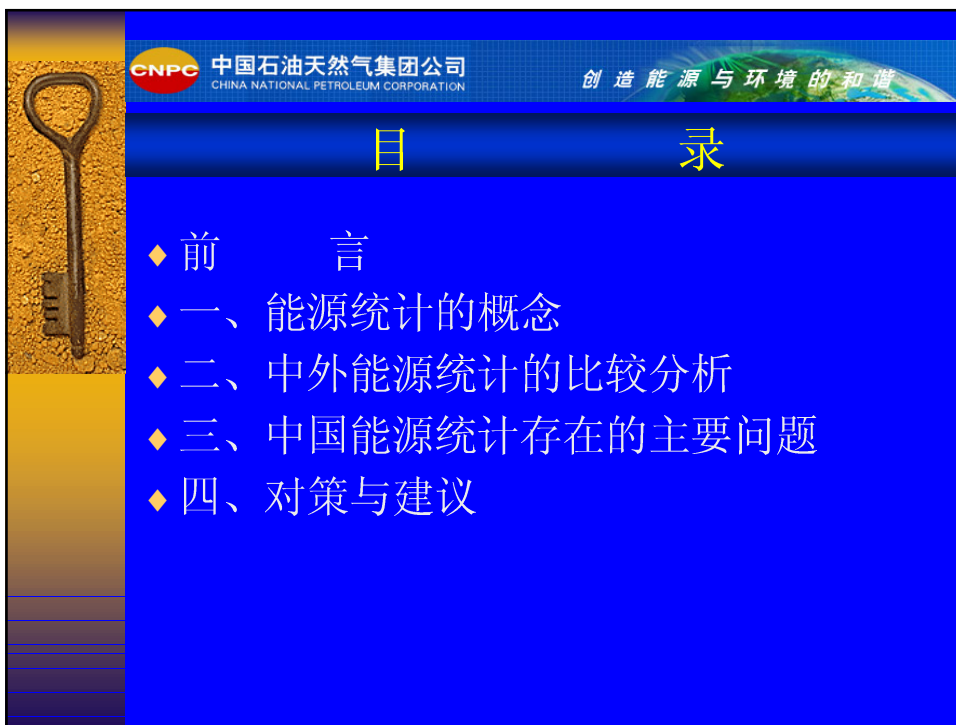 CNPC 中国石油天然气集团公司
CHINA NATIONAL PETROLEUM CORPORATION
创造能源与环境的和谐
目 录
前 言
一、能源统计的概念
二、中外能源统计的比较分析
三、中国能源统计存在的主要问题
四、对策与建议